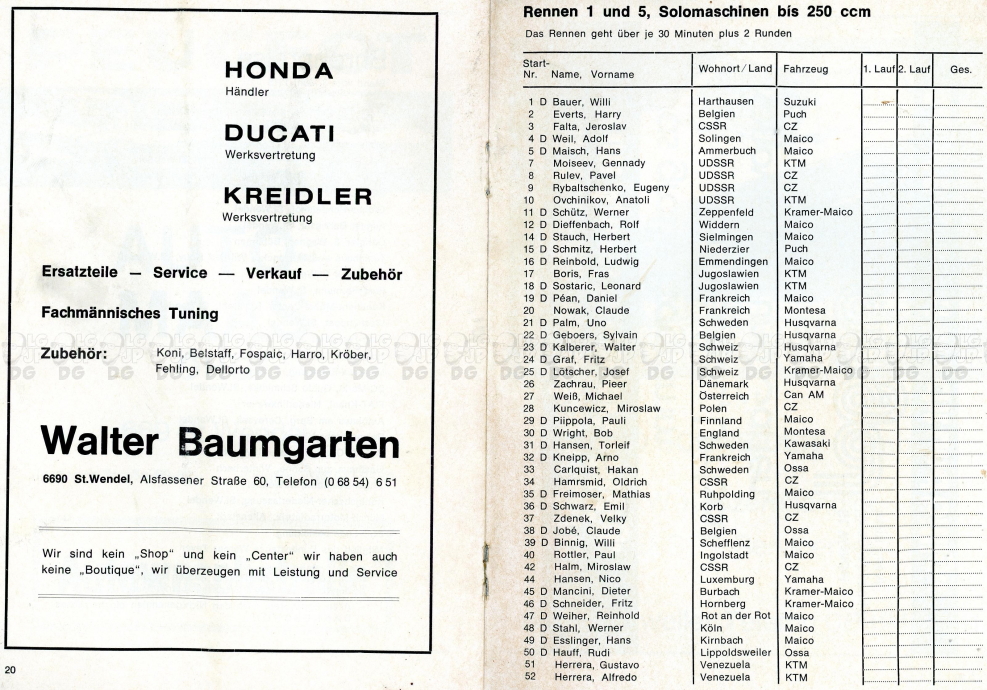 HONDA
Händler
DUCATI
Werksvertretung
KREIDLER
Werksvertretung
Ersatzteile — Service — Verkauf — Zubehör
Fachmännisches Tuning
Zubehör: Koni, Belstaff, Fospaic, Harro, Kröber,
Fehling, Dellorto
Walter Baumgarten
6690 St.Wendel, Alsfassener Straße 60, Telefon (0 68 54) 6 51
Wir sind kein „Shop“ und kein „Center“ wir haben auch
keine „Boutique“, wir überzeugen mit Leistung und Service
20
Rennen 1 und 5, Solomaschinen bis 250 ccm
Das Rennen geht über je 30 Minuten plus 2 Runden
Start-
Nr. Name, Vorname Wohnort/Land Fahrzeug 1. Lauf 2. Lauf Ges.
1 D Bauer, Willi Harthausen Suzuki
2 Everts, Harry Belgien Puch
3 Falta, Jeroslav CSSR CZ
4 D Weil, Adolf Solingen Maico
5 D Maisch, Hans Ammerbuch Maico
7 Moiseev, Gennady UDSSR KTM
8 Rulev, Pavel UDSSR CZ
9 Rybaltschenko, Eugeny UDSSR CZ
10 Ovchinikov, Anatoli UDSSR KTM
11 D Schütz, Werner Zeppenfeld Kramer-Maico
12 D Dieffenbach, Rolf Widdern Maico
14 D Stauch, Herbert Sielmingen Maico
15 D Schmitz, Herbert Niederzier Puch
16 D Reinbold, Ludwig Emmendingen Maico
17 Boris, Fras Jugoslawien KTM
18 D Sostaric, Leonard Jugoslawien KTM
19 D Péan, Daniel Frankreich Maico
20 Nowak, Claude Frankreich Montesa
21 D Palm, Uno Schweden Husqvarna
22 D Geboers, Sylvain Belgien Husqvarna
23 D Kalberer, Walter Schweiz Husqvarna
24 D Graf, Fritz Schweiz Yamaha
25 D Lötscher, Josef Schweiz Kramer-Maico
26 Zachrau, Pieer Dänemark Husqvarna
27 Weiß, Michael Österreich Can AM
28 Kuncewicz, Miroslaw Polen CZ
29 D Piippola, Pauli Finnland Maico
30 D Wright, Bob England Montesa
31 D Hansen, Torleif Schweden Kawasaki
32 D Kneipp, Arno Frankreich Yamaha
33 Carlquist, Hakan Schweden Ossa
34 Hamrsmid, Oldrich CSSR CZ
35 D Freimoser, Mathias Ruhpolding Maico
36 D Schwarz, Emil Korb Husqvarna
37 Zdenek, Velky CSSR CZ
38 D Jobé, Claude Belgien Ossa
39 D Binnig, Willi Schefflenz Maico
40 Rottler, Paul Ingolstadt Maico
42 Halm, Miroslaw CSSR CZ
44 Hansen, Nico Luxemburg Yamaha
45 D Mancini, Dieter Burbach Kramer-Maico
46 D Schneider, Fritz Hornberg Kramer-Maico
47 D Weiher, Reinhold Rot an der Rot Maico
48 D Stahl, Werner Köln Maico
49 D Esslinger, Hans Kirnbach Maico
50 D Hauff, Rudi Lippoldsweiler Ossa
51 Herrera, Gustavo Venezuela KTM
52 Herrera, Alfredo Venezuela KTM